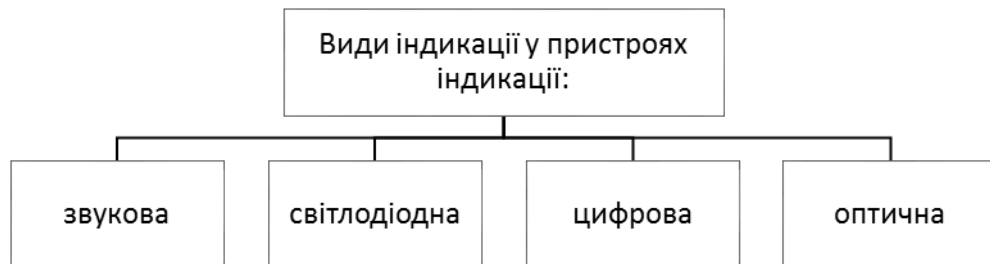 Види індикації у пристроях
індикації:
звукова
світлодіодна
цифрова
оптична